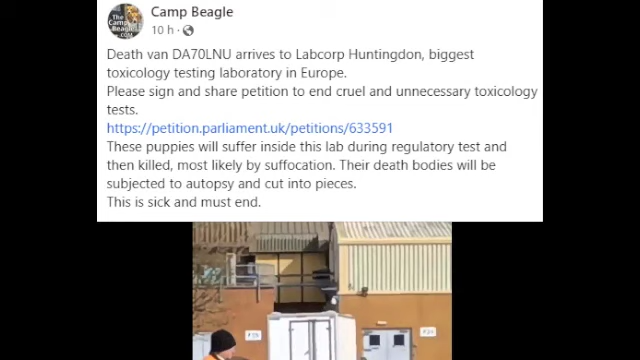 Camp Beagle
10 h ·
Death van DA70LNU arrives to Labcorp Huntingdon, biggest
toxicology testing laboratory in Europe.
Please sign and share petition to end cruel and unnecessary toxicology
tests.
https://petition.parliament.uk/petitions/633591
These puppies will suffer inside this lab during regulatory test and
then killed, most likely by suffocation. Their death bodies will be
subjected to autopsy and cut into pieces.
This is sick and must end.